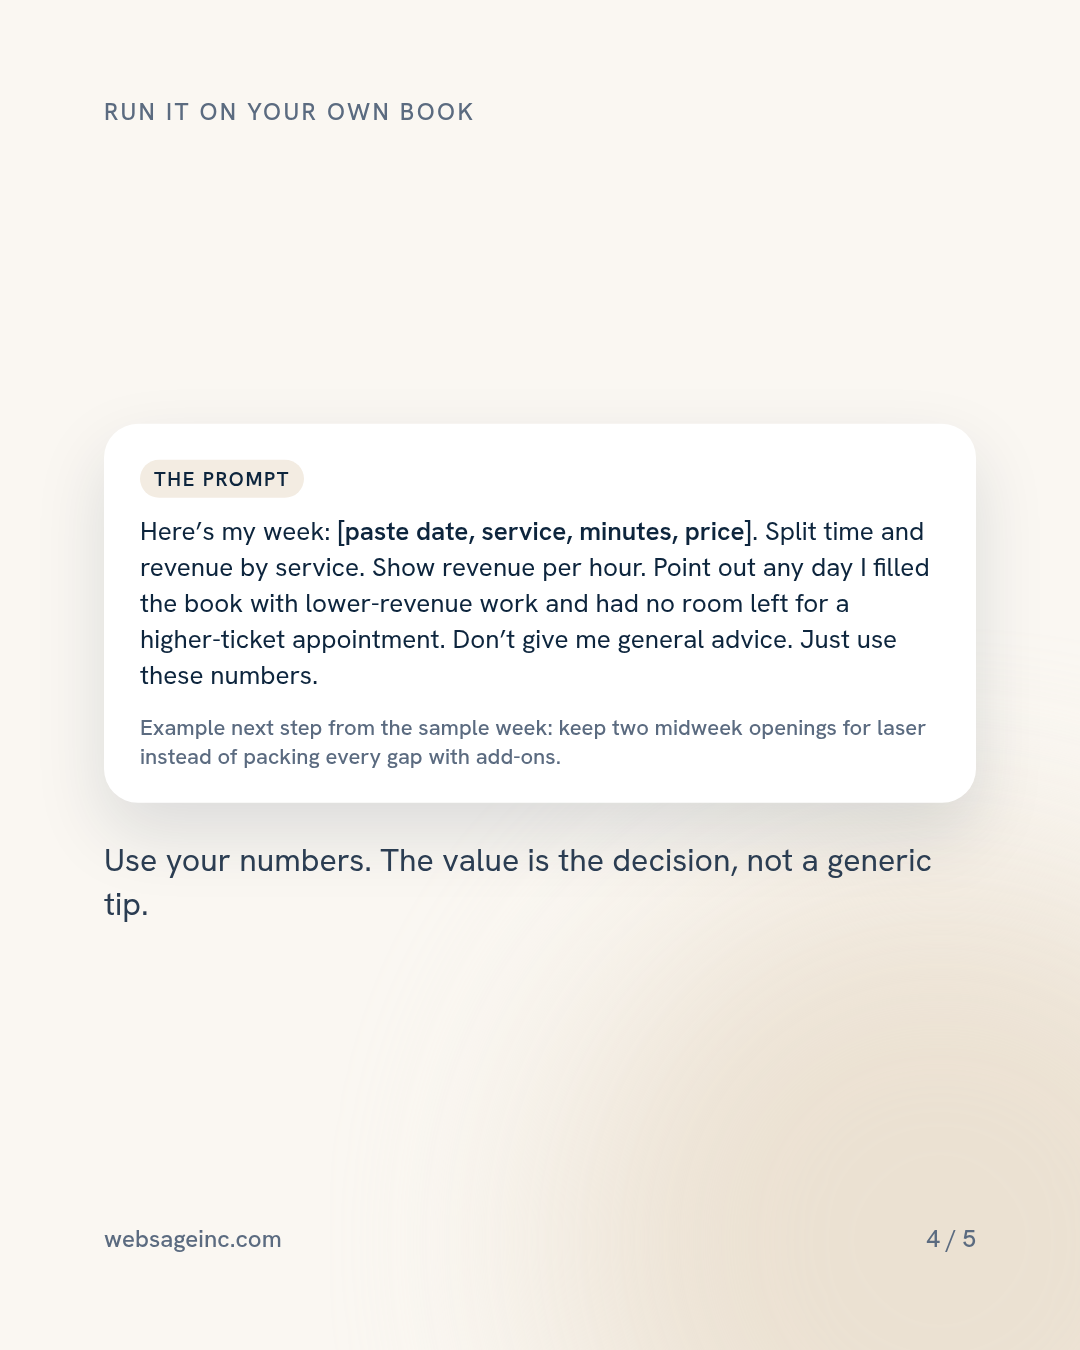 RUN IT ON YOUR OWN BOOK
THE PROMPT
Here’s my week: [paste date, service, minutes, price]. Split time and
revenue by service. Show revenue per hour. Point out any day I filled
the book with lower-revenue work and had no room left for a
higher-ticket appointment. Don’t give me general advice. Just use
these numbers.
Example next step from the sample week: keep two midweek openings for laser
instead of packing every gap with add-ons.
Use your numbers. The value is the decision, not a generic
tip.
websageinc.com
4 / 5